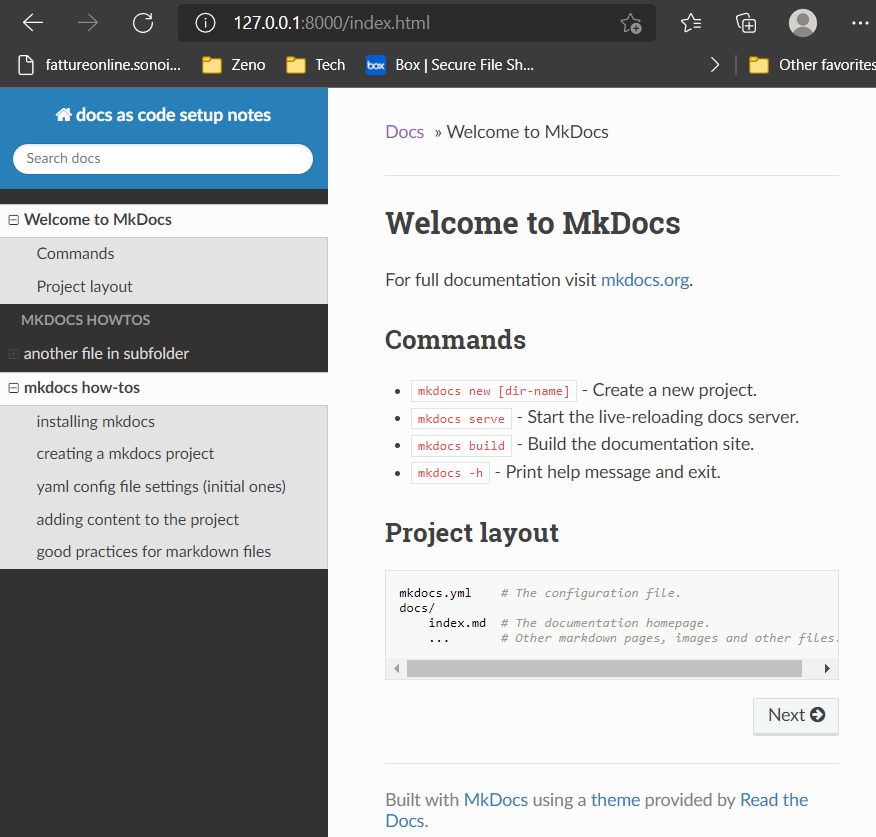 127.0.0.1:8000/index.html
fattureonline.sonoi... Zeno Tech box Box | Secure File Sh... Other favorites
docs as code setup notes
Search docs
Welcome to MkDocs
Commands
Project layout
MKDOCS HOWTOS
another file in subfolder
mkdocs how-tos
installing mkdocs
creating a mkdocs project
yaml config file settings (initial ones)
adding content to the project
good practices for markdown files
Docs » Welcome to MkDocs
Welcome to MkDocs
For full documentation visit mkdocs.org.
Commands
• mkdocs new [dir-name] - Create a new project.
• mkdocs serve - Start the live-reloading docs server.
• mkdocs build - Build the documentation site.
• mkdocs -h - Print help message and exit.
Project layout
mkdocs.yml # The configuration file.
docs/
index.md # The documentation homepage.
... # Other markdown pages, images and other files.
Next
Built with MkDocs using a theme provided by Read the
Docs.